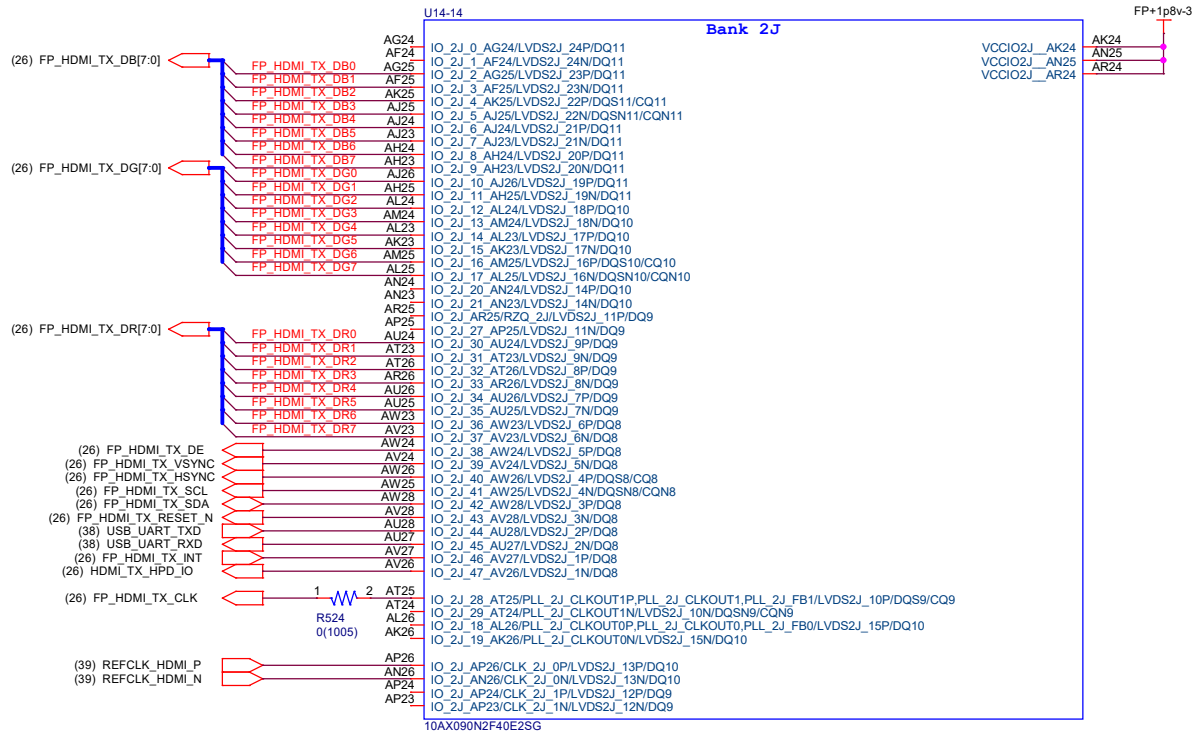 U14-14
FP+1p8v-3
Bank 2J
AG24 IO_2J_0_AG24/LVDS2J_24P/DQ11 VCCIO2J__AK24 AK24
AF24 IO_2J_1_AF24/LVDS2J_24N/DQ11 VCCIO2J__AN25 AN25
(26) FP_HDMI_TX_DB[7:0]
FP_HDMI_TX_DB0 AG25 IO_2J_2_AG25/LVDS2J_23P/DQ11 VCCIO2J__AR24 AR24
FP_HDMI_TX_DB1 AF25 IO_2J_3_AF25/LVDS2J_23N/DQ11
FP_HDMI_TX_DB2 AK25 IO_2J_4_AK25/LVDS2J_22P/DQS11/CQ11
FP_HDMI_TX_DB3 AJ25 IO_2J_5_AJ25/LVDS2J_22N/DQSN11/CQN11
FP_HDMI_TX_DB4 AJ24 IO_2J_6_AJ24/LVDS2J_21P/DQ11
FP_HDMI_TX_DB5 AJ23 IO_2J_7_AJ23/LVDS2J_21N/DQ11
FP_HDMI_TX_DB6 AH24 IO_2J_8_AH24/LVDS2J_20P/DQ11
FP_HDMI_TX_DB7 AH23 IO_2J_9_AH23/LVDS2J_20N/DQ11
(26) FP_HDMI_TX_DG[7:0]
FP_HDMI_TX_DG0 AJ26 IO_2J_10_AJ26/LVDS2J_19P/DQ11
FP_HDMI_TX_DG1 AH25 IO_2J_11_AH25/LVDS2J_19N/DQ11
FP_HDMI_TX_DG2 AL24 IO_2J_12_AL24/LVDS2J_18P/DQ10
FP_HDMI_TX_DG3 AM24 IO_2J_13_AM24/LVDS2J_18N/DQ10
FP_HDMI_TX_DG4 AL23 IO_2J_14_AL23/LVDS2J_17P/DQ10
FP_HDMI_TX_DG5 AK23 IO_2J_15_AK23/LVDS2J_17N/DQ10
FP_HDMI_TX_DG6 AM25 IO_2J_16_AM25/LVDS2J_16P/DQS10/CQ10
FP_HDMI_TX_DG7 AL25 IO_2J_17_AL25/LVDS2J_16N/DQSN10/CQN10
AN24 IO_2J_20_AN24/LVDS2J_14P/DQ10
AN23 IO_2J_21_AN23/LVDS2J_14N/DQ10
AR25 IO_2J_AR25/RZQ_2J/LVDS2J_11P/DQ9
AP25 IO_2J_27_AP25/LVDS2J_11N/DQ9
(26) FP_HDMI_TX_DR[7:0]
FP_HDMI_TX_DR0 AU24 IO_2J_30_AU24/LVDS2J_9P/DQ9
FP_HDMI_TX_DR1 AT23 IO_2J_31_AT23/LVDS2J_9N/DQ9
FP_HDMI_TX_DR2 AT26 IO_2J_32_AT26/LVDS2J_8P/DQ9
FP_HDMI_TX_DR3 AR26 IO_2J_33_AR26/LVDS2J_8N/DQ9
FP_HDMI_TX_DR4 AU26 IO_2J_34_AU26/LVDS2J_7P/DQ9
FP_HDMI_TX_DR5 AU25 IO_2J_35_AU25/LVDS2J_7N/DQ9
FP_HDMI_TX_DR6 AW23 IO_2J_36_AW23/LVDS2J_6P/DQ8
FP_HDMI_TX_DR7 AV23 IO_2J_37_AV23/LVDS2J_6N/DQ8
(26) FP_HDMI_TX_DE AW24 IO_2J_38_AW24/LVDS2J_5P/DQ8
(26) FP_HDMI_TX_VSYNC AV24 IO_2J_39_AV24/LVDS2J_5N/DQ8
(26) FP_HDMI_TX_HSYNC AW26 IO_2J_40_AW26/LVDS2J_4P/DQS8/CQ8
(26) FP_HDMI_TX_SCL AW25 IO_2J_41_AW25/LVDS2J_4N/DQSN8/CQN8
(26) FP_HDMI_TX_SDA AW28 IO_2J_42_AW28/LVDS2J_3P/DQ8
(26) FP_HDMI_TX_RESET_N AV28 IO_2J_43_AV28/LVDS2J_3N/DQ8
(38) USB_UART_TXD AU28 IO_2J_44_AU28/LVDS2J_2P/DQ8
(38) USB_UART_RXD AU27 IO_2J_45_AU27/LVDS2J_2N/DQ8
(26) FP_HDMI_TX_INT AV27 IO_2J_46_AV27/LVDS2J_1P/DQ8
(26) HDMI_TX_HPD_IO AV26 IO_2J_47_AV26/LVDS2J_1N/DQ8
(26) FP_HDMI_TX_CLK 1 2 AT25 IO_2J_28_AT25/PLL_2J_CLKOUT1P,PLL_2J_CLKOUT1,PLL_2J_FB1/LVDS2J_10P/DQS9/CQ9
AT24 IO_2J_29_AT24/PLL_2J_CLKOUT1N/LVDS2J_10N/DQSN9/CQN9
R524 AL26 IO_2J_18_AL26/PLL_2J_CLKOUT0P,PLL_2J_CLKOUT0,PLL_2J_FB0/LVDS2J_15P/DQ10
0(1005) AK26 IO_2J_19_AK26/PLL_2J_CLKOUT0N/LVDS2J_15N/DQ10
(39) REFCLK_HDMI_P AP26 IO_2J_AP26/CLK_2J_0P/LVDS2J_13P/DQ10
(39) REFCLK_HDMI_N AN26 IO_2J_AN26/CLK_2J_0N/LVDS2J_13N/DQ10
AP24 IO_2J_AP24/CLK_2J_1P/LVDS2J_12P/DQ9
AP23 IO_2J_AP23/CLK_2J_1N/LVDS2J_12N/DQ9
10AX090N2F40E2SG